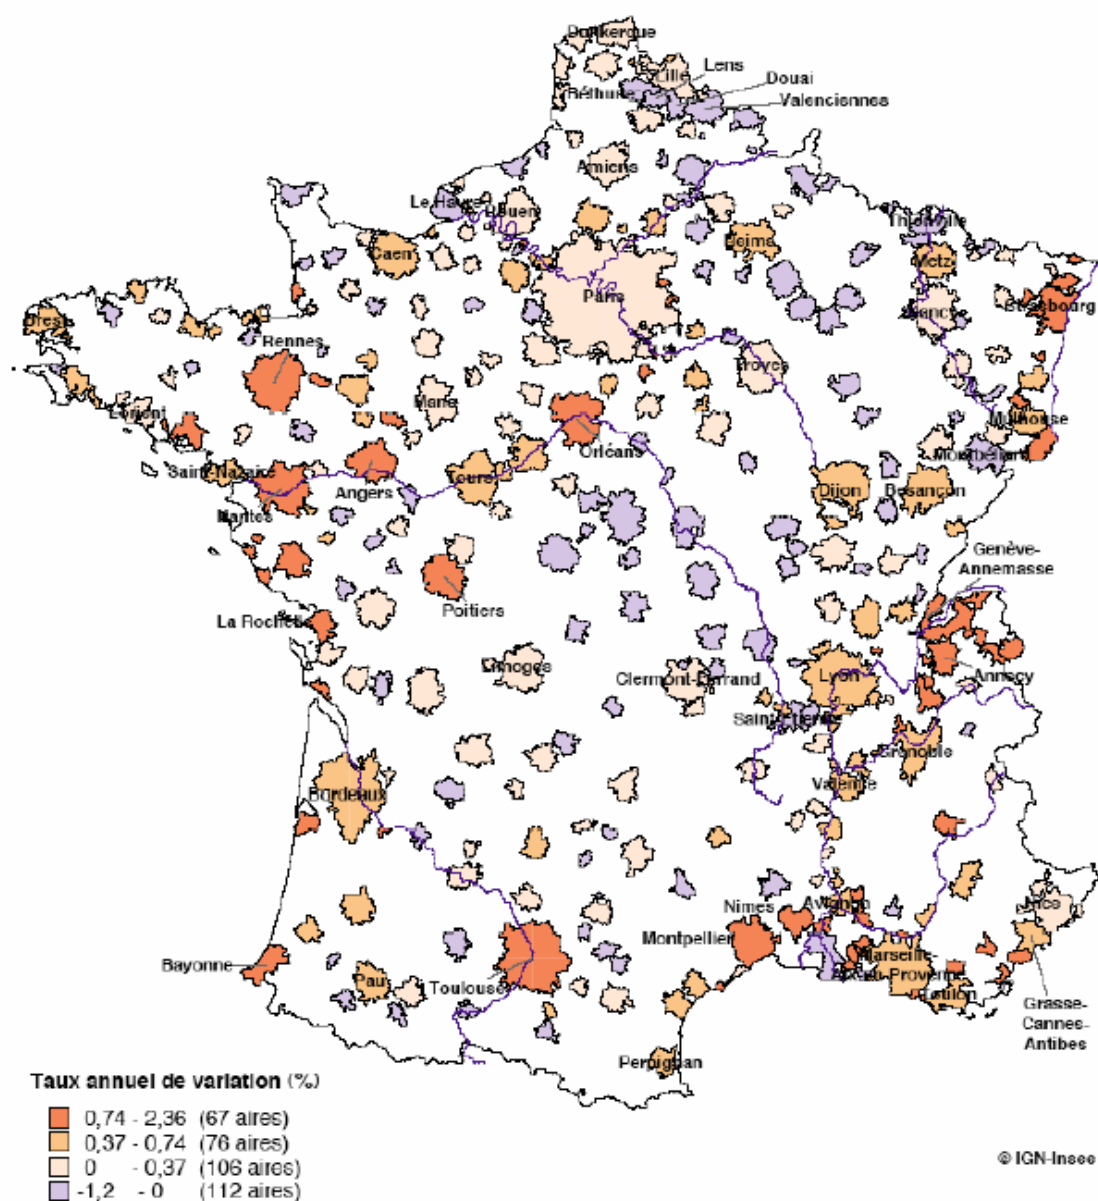 Dunkerque
Lens
Lille
Douai
Béthune
Valenciennes
Amiens
Le Havre
Rouen
Thionville
Caen
Reims
Metz
Paris
Strasbourg
Nancy
Brest
Rennes
Troyes
Lorient
Mans
Mulhouse
Orléans
Montbéliard
Saint-Nazaire
Angers
Tours
Dijon
Besançon
Nantes
Genève-
Annemasse
Poitiers
La Rochelle
Limoges
Clermont-Ferrand
Lyon
Annecy
Saint-Etienne
Grenoble
Valence
Bordeaux
Nîmes
Avignon
Nice
Montpellier
Bayonne
Marseille-
Aix-en-Provence
Pau
Toulouse
Toulon
Grasse-
Cannes-
Antibes
Perpignan
Taux annuel de variation (%)
0,74 - 2,36 (67 aires)
0,37 - 0,74 (76 aires)
0 - 0,37 (106 aires)
-1,2 - 0 (112 aires)
© IGN-Insee